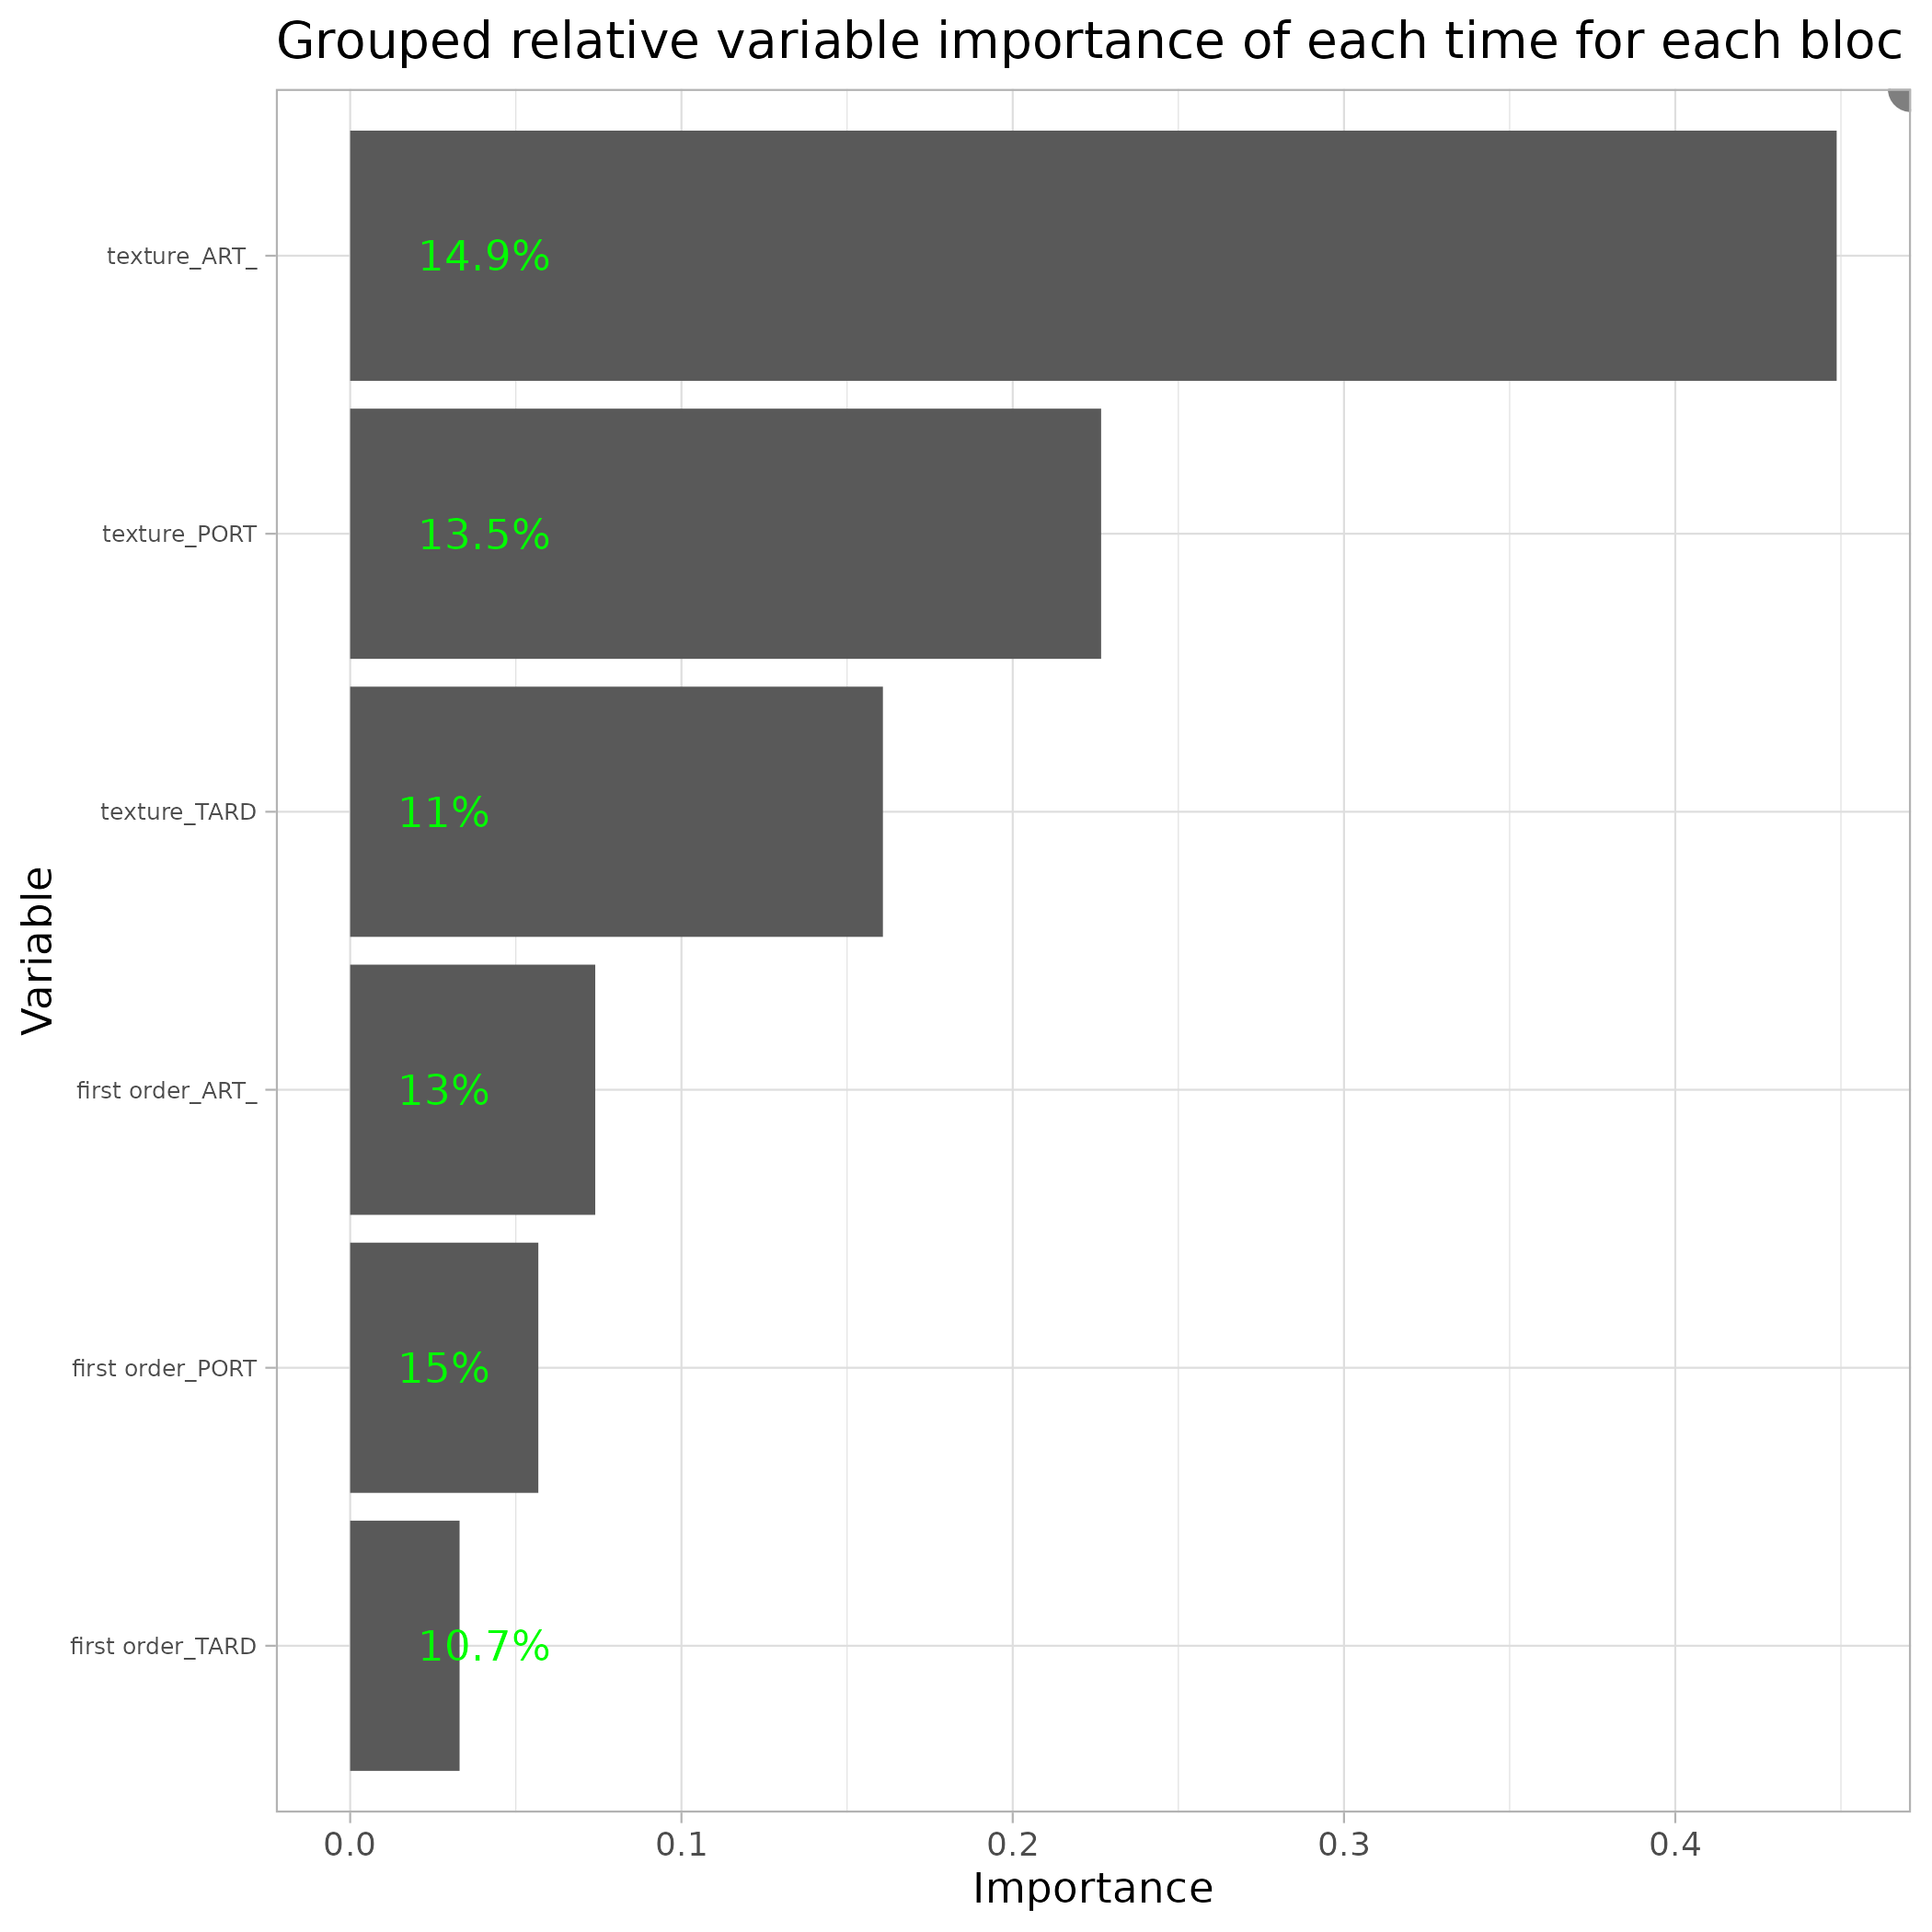 Grouped relative variable importance of each time for each bloc
texture_ART_
14.9%
texture_PORT
13.5%
texture_TARD
11%
first order_ART_
13%
first order_PORT
15%
first order_TARD
10.7%
Variable
0.0 0.1 0.2 0.3 0.4
Importance